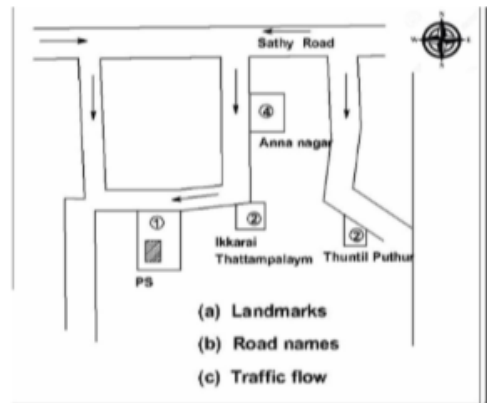 N
W E
S
Sathy Road
④
Anna nagar
①
②
②
Ikkarai
Thattampalaym
Thuntil Puthur
PS
(a) Landmarks
(b) Road names
(c) Traffic flow